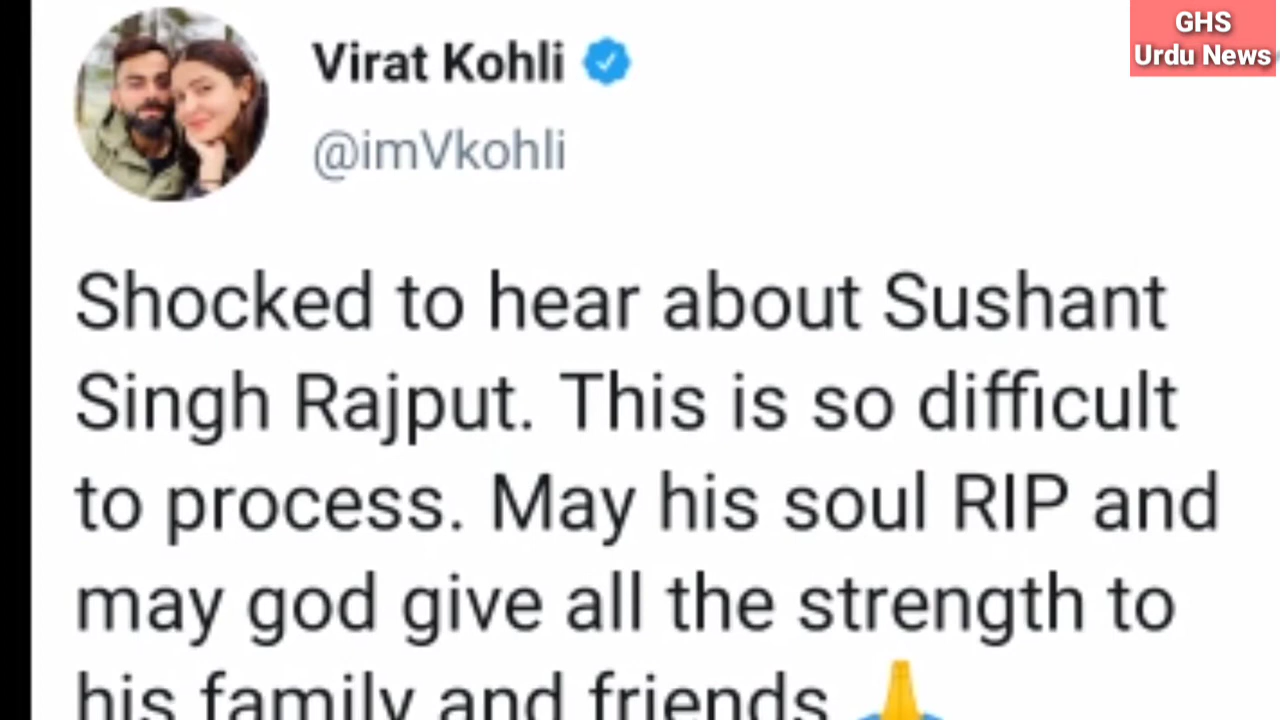 GHS
Urdu News
Virat Kohli
@imVkohli
Shocked to hear about Sushant
Singh Rajput. This is so difficult
to process. May his soul RIP and
may god give all the strength to
his family and friends 🙏